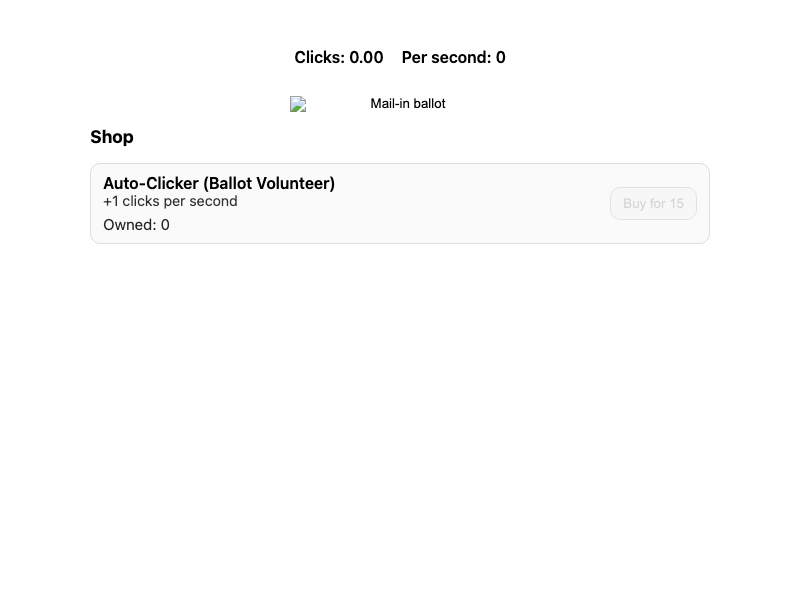 Clicks: 0.00 Per second: 0
Mail-in ballot
Shop
Auto-Clicker (Ballot Volunteer)
+1 clicks per second
Owned: 0
Buy for 15